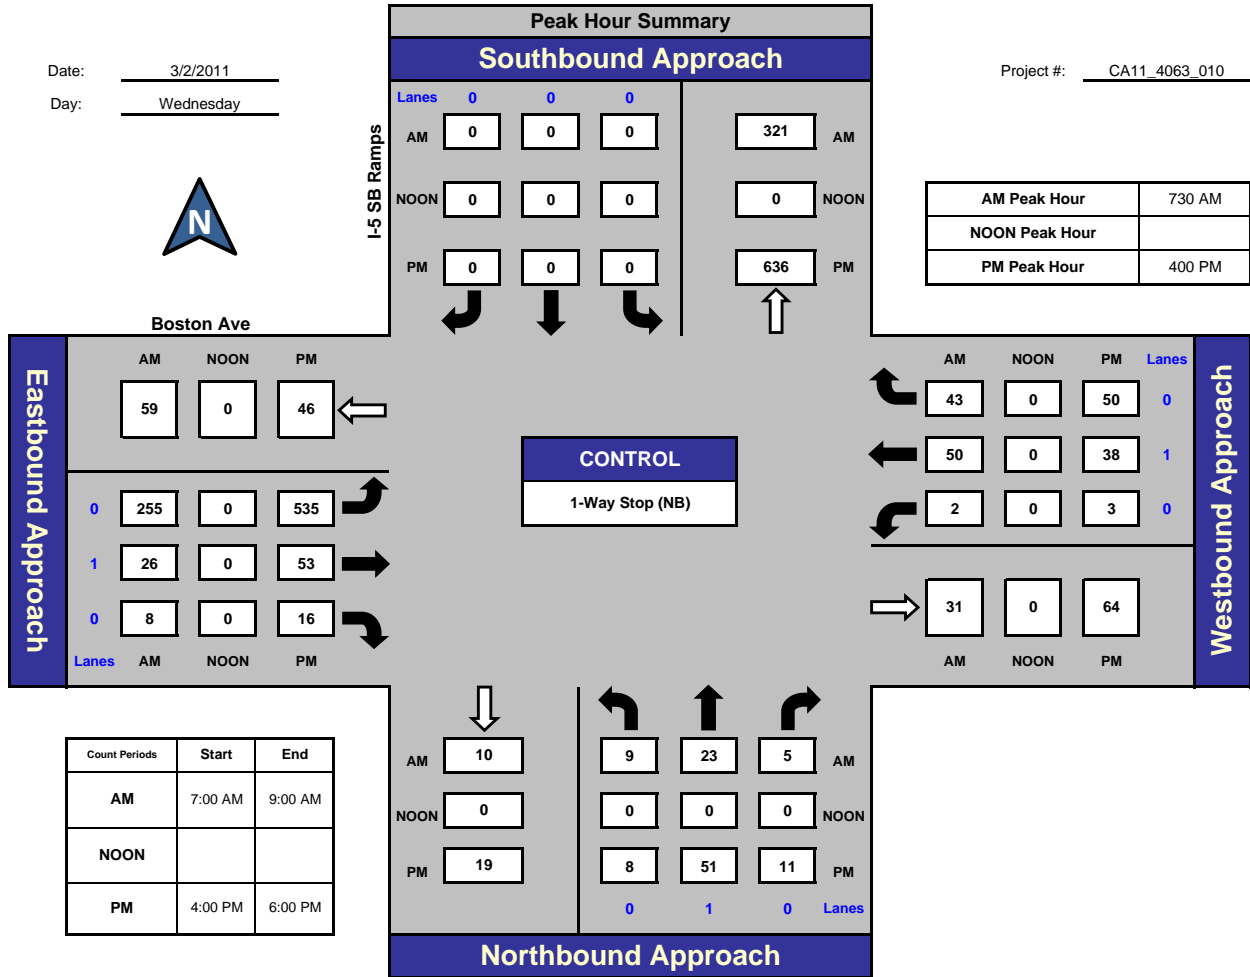 Peak Hour Summary
Southbound Approach
Date: 3/2/2011
Project #: CA11_4063_010
Day: Wednesday
Lanes 0 0 0
I-5 SB Ramps
AM 0 0 0 321 AM
NOON 0 0 0 0 NOON
PM 0 0 0 636 PM
N
AM Peak Hour 730 AM
NOON Peak Hour
PM Peak Hour 400 PM
Boston Ave
Eastbound Approach
AM NOON PM
59 0 46
0 255 0 535
1 26 0 53
0 8 0 16
Lanes AM NOON PM
CONTROL
1-Way Stop (NB)
AM NOON PM Lanes
43 0 50 0
50 0 38 1
2 0 3 0
31 0 64
AM NOON PM
Westbound Approach
Count Periods Start End
AM 7:00 AM 9:00 AM
NOON
PM 4:00 PM 6:00 PM
AM 10 9 23 5 AM
NOON 0 0 0 0 NOON
PM 19 8 51 11 PM
0 1 0 Lanes
Northbound Approach